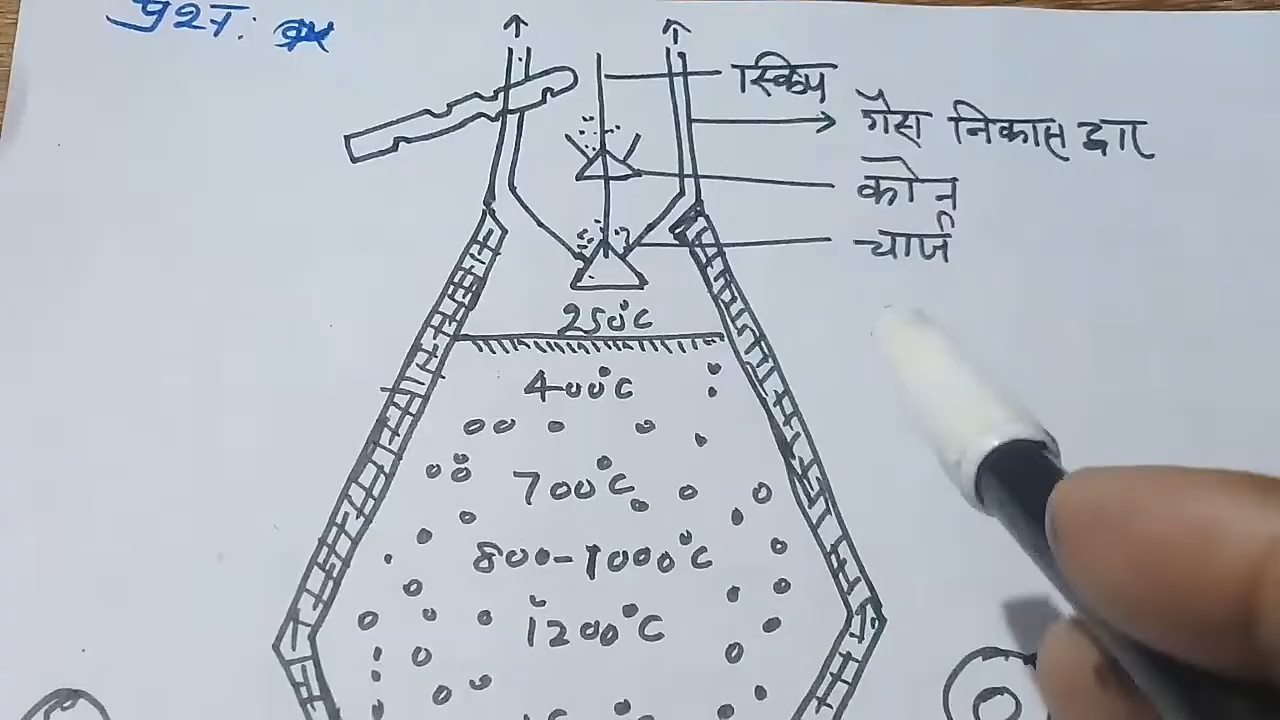 स्किप
गैस निकास द्वार
कोन
चार्ज
250°C
400°C
700°C
800-1000°C
1200°C